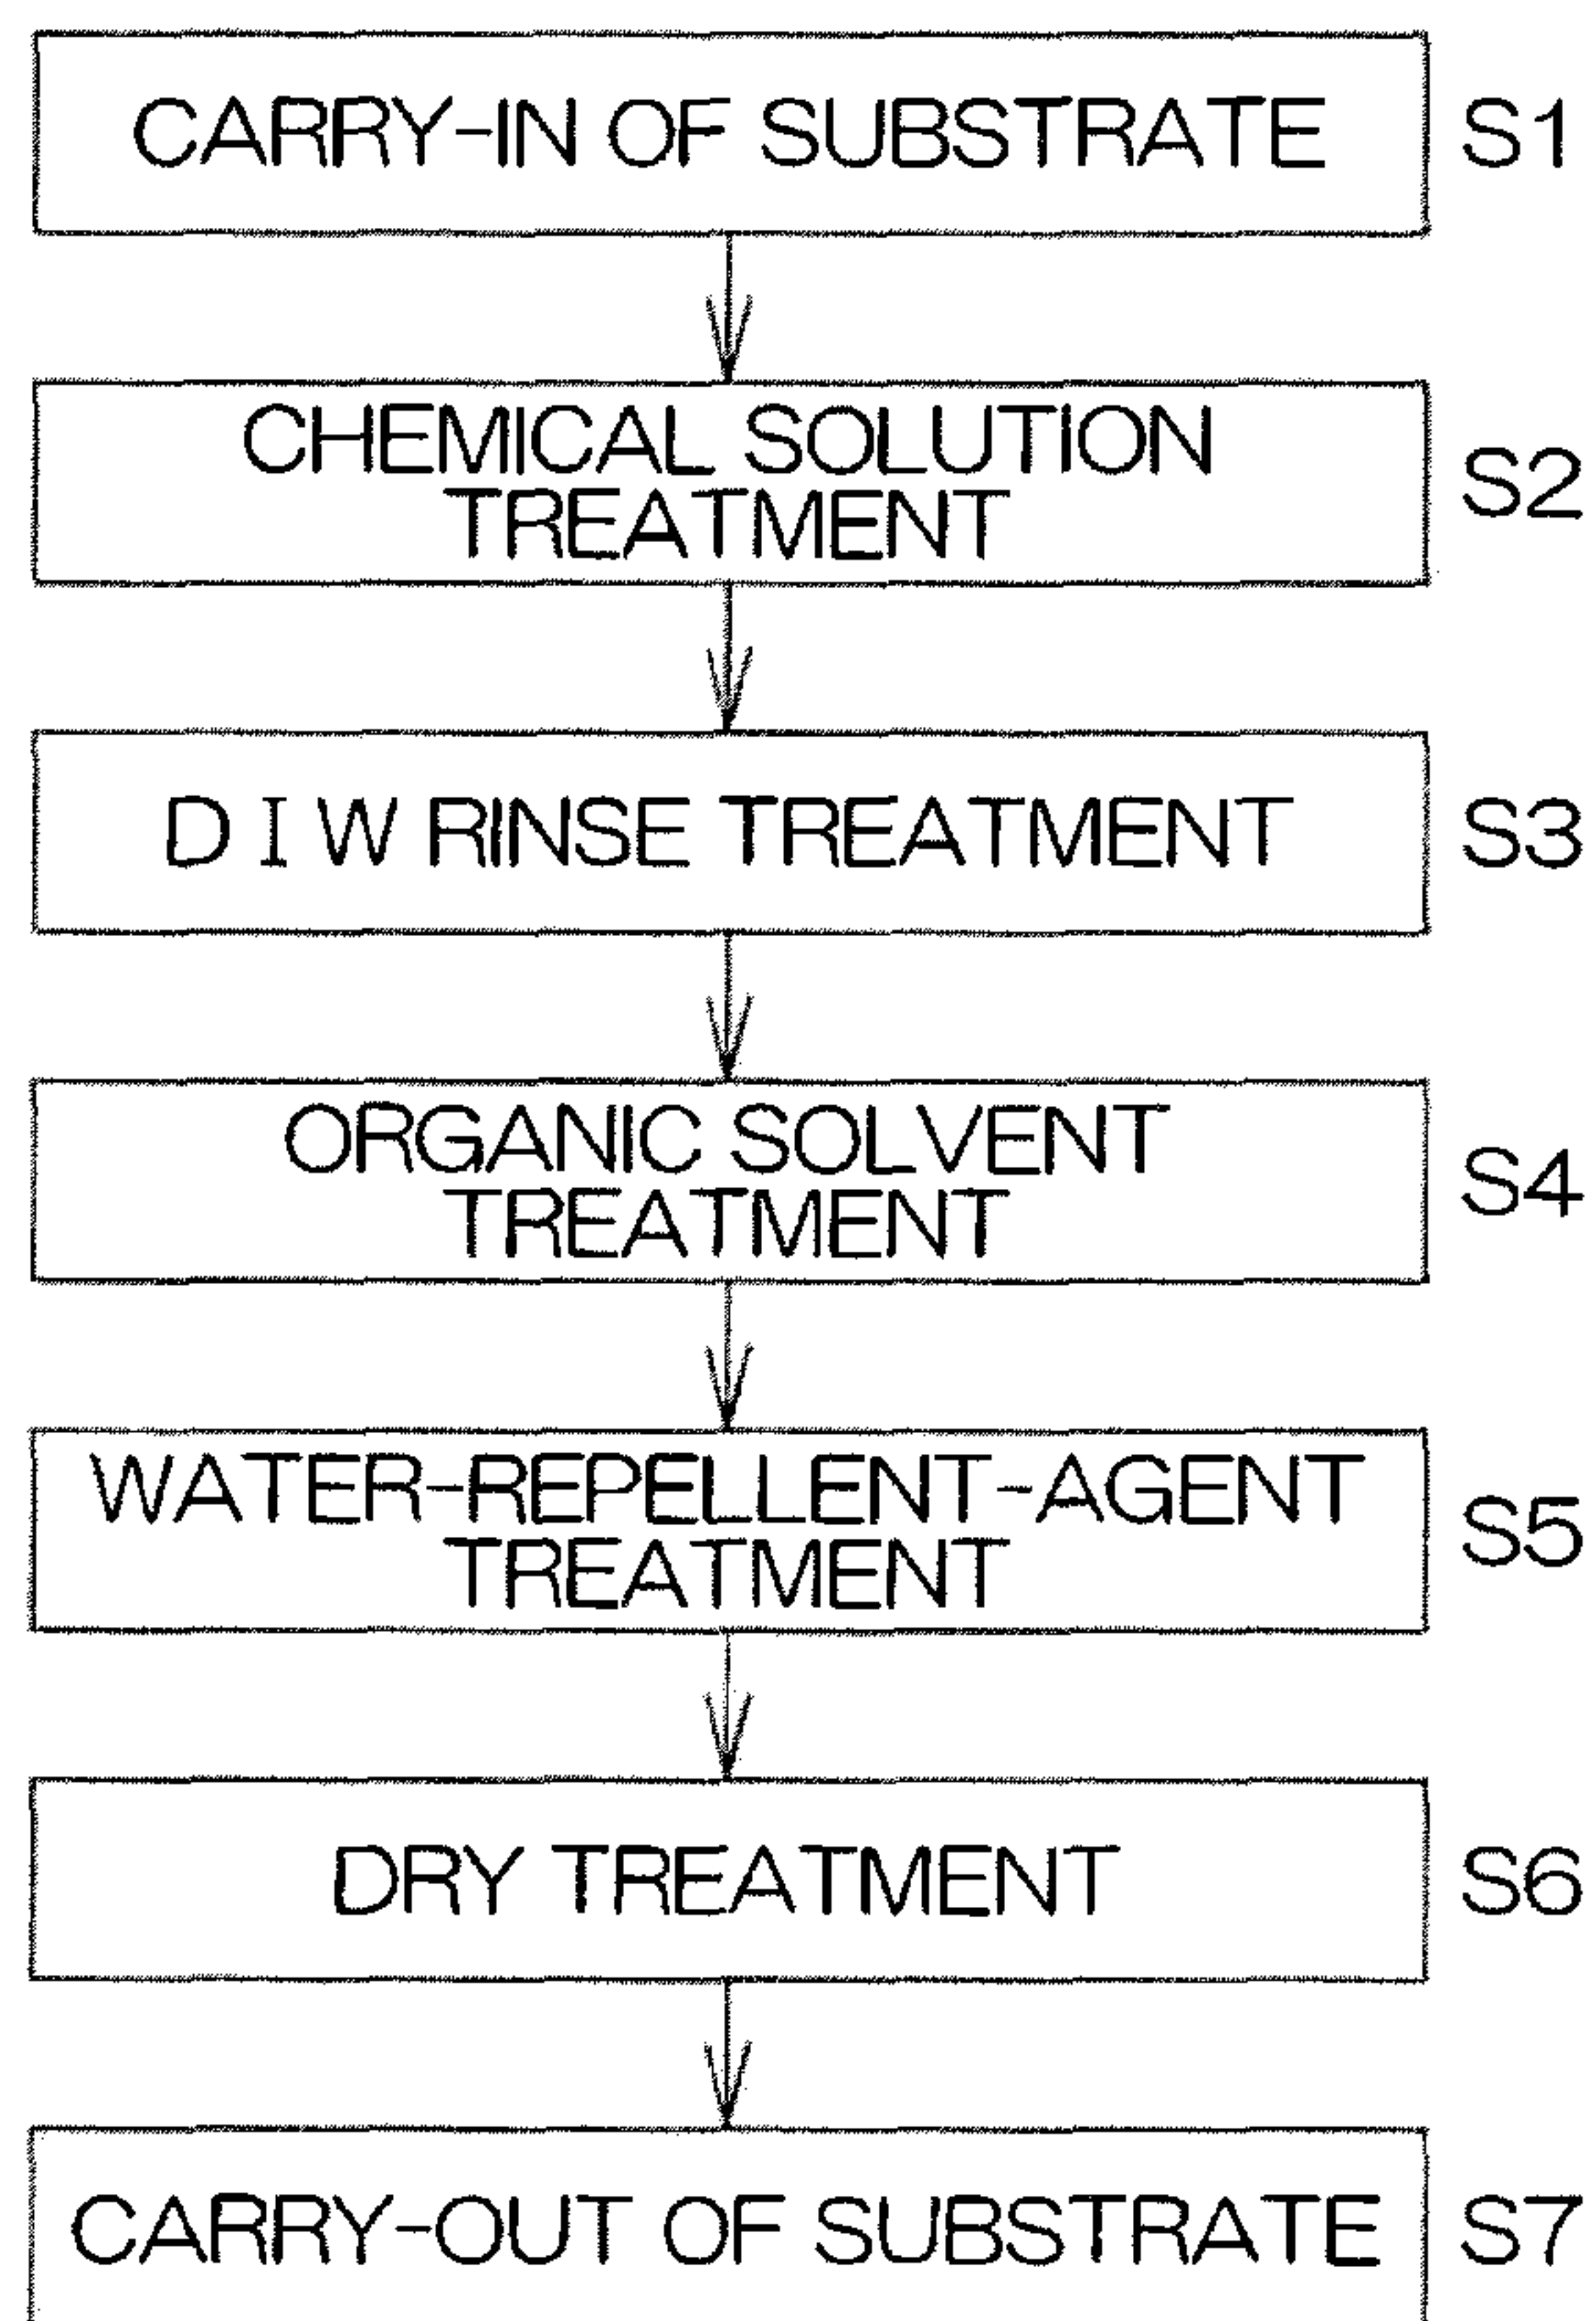 CARRY-IN OF SUBSTRATE S1
CHEMICAL SOLUTION
TREATMENT
S2
D I W RINSE TREATMENT S3
ORGANIC SOLVENT
TREATMENT
S4
WATER-REPELLENT-AGENT
TREATMENT
S5
DRY TREATMENT S6
CARRY-OUT OF SUBSTRATE S7